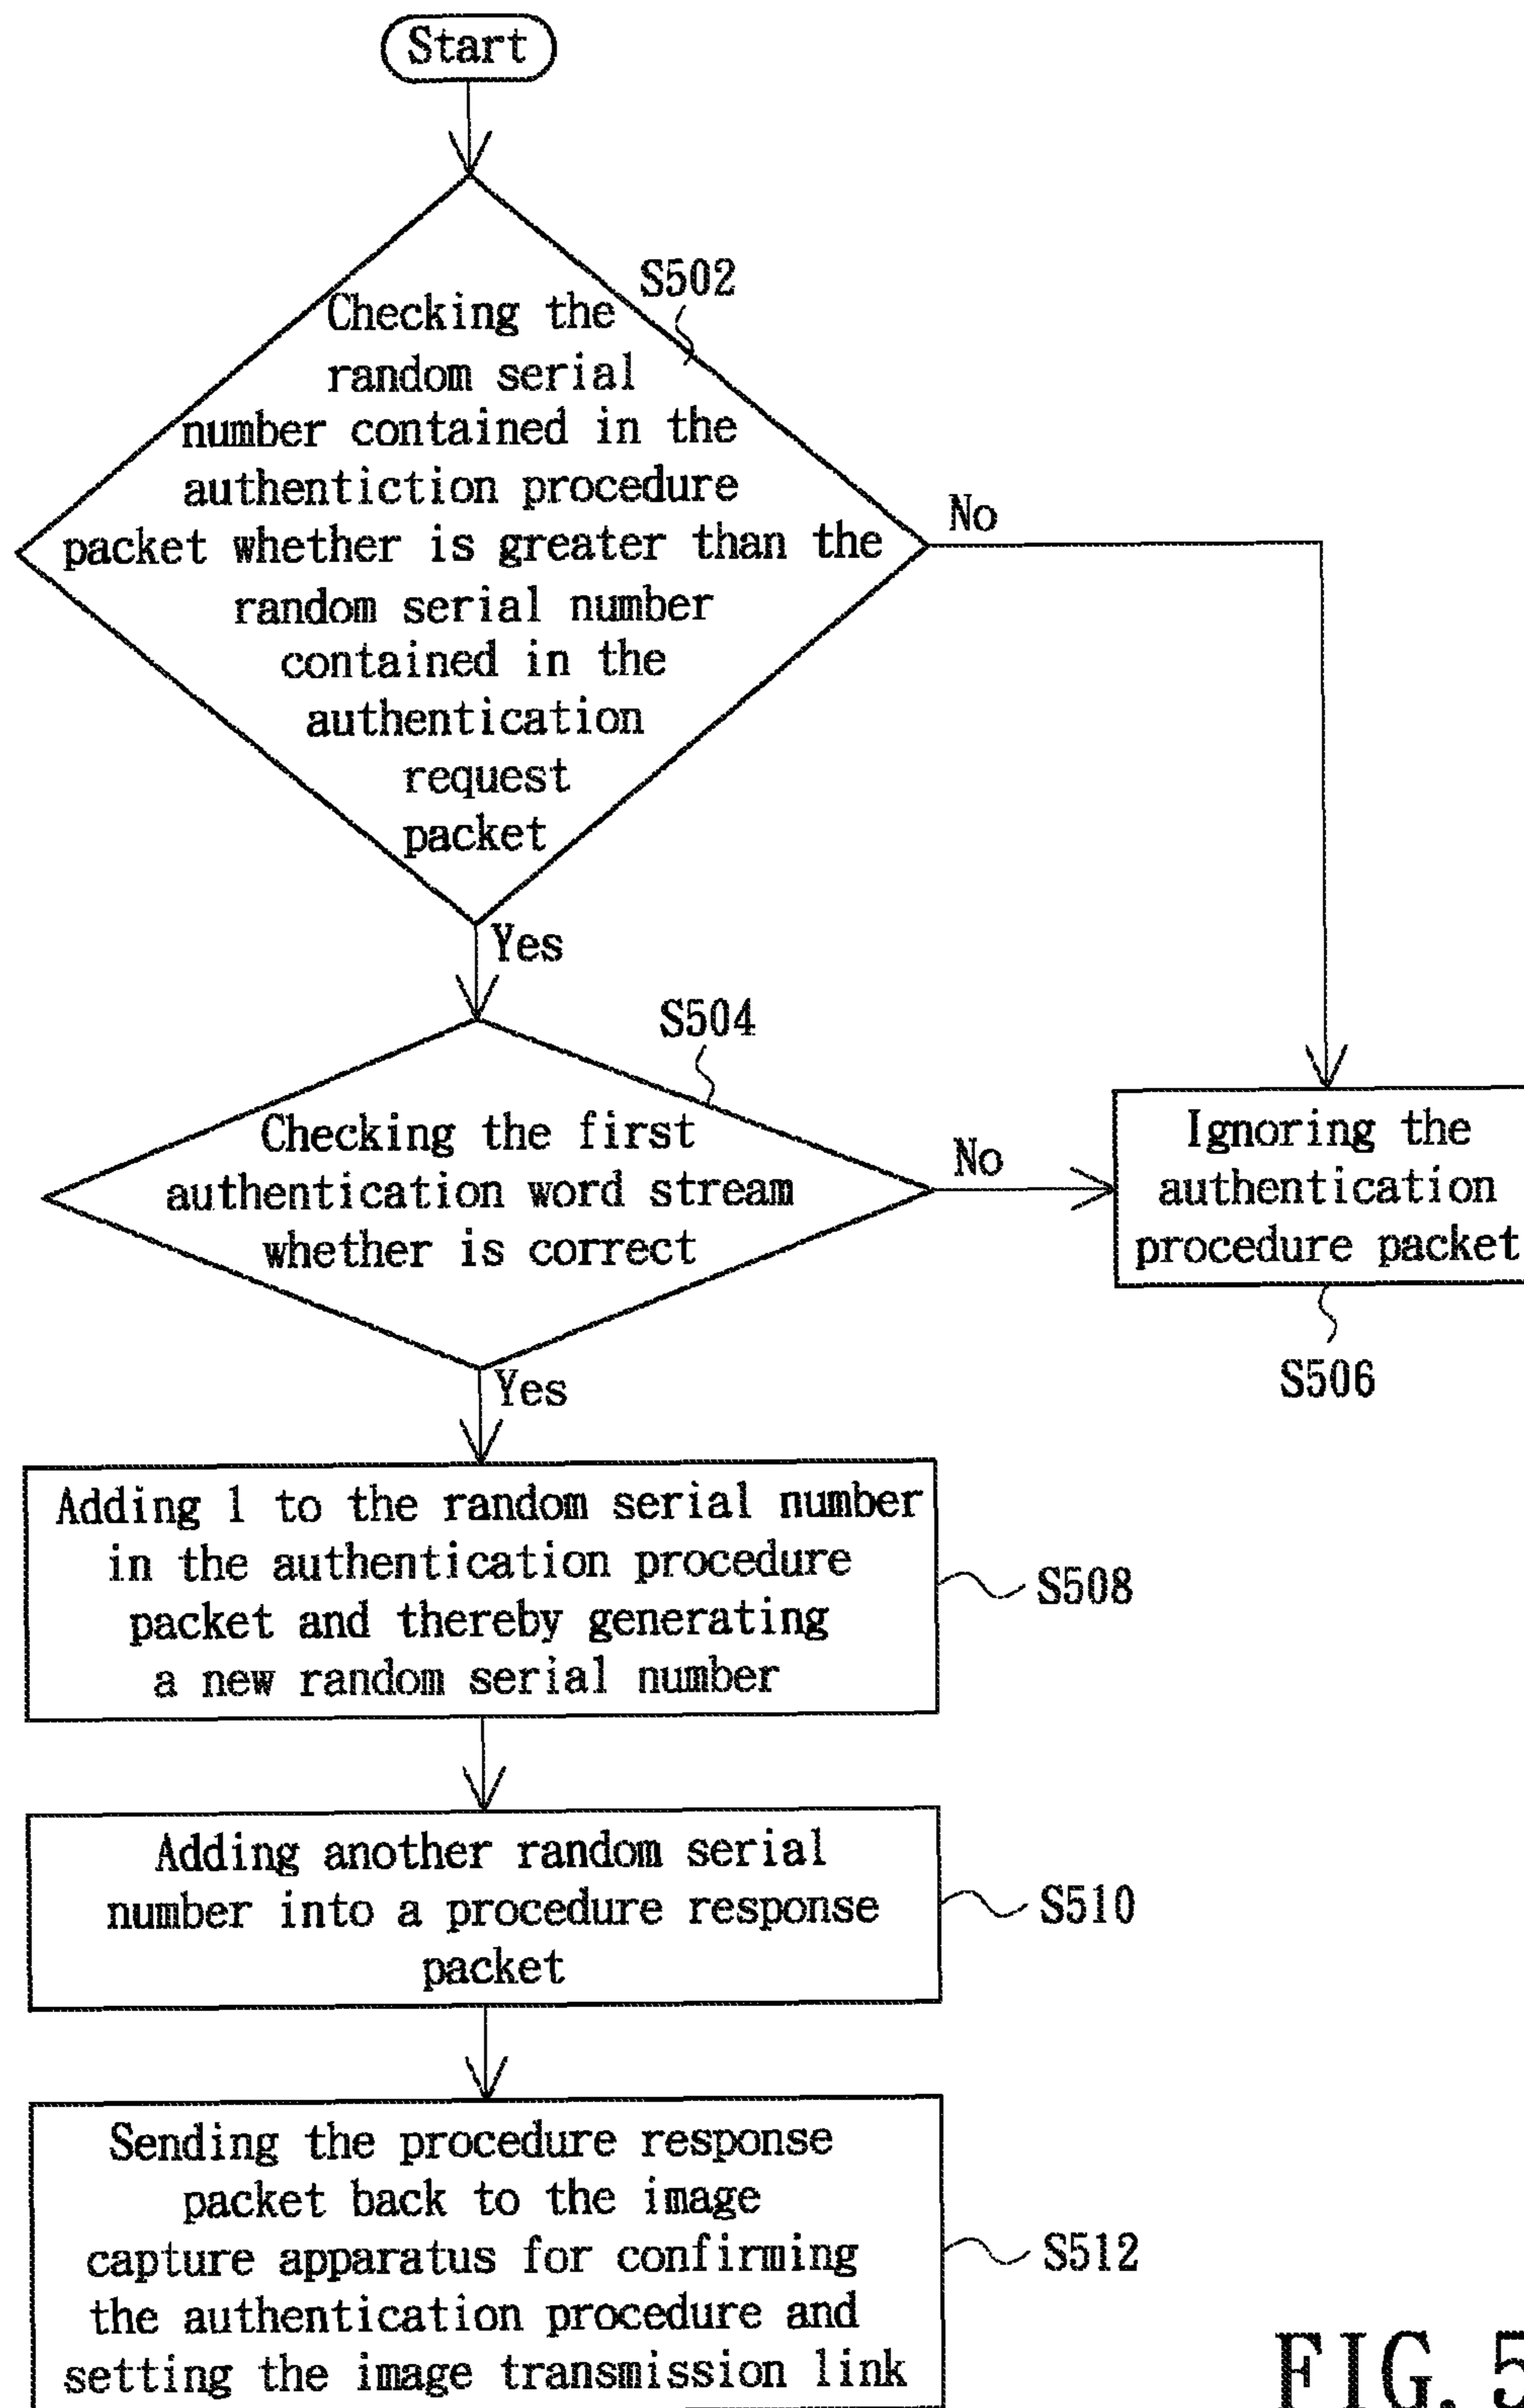 Start
S502
Checking the
random serial
number contained in the
authentiction procedure
packet whether is greater than the
random serial number
contained in the
authentication
request
packet
No
Yes
S504
Checking the first
authentication word stream
whether is correct
No
Ignoring the
authentication
procedure packet
S506
Yes
Adding 1 to the random serial number
in the authentication procedure
packet and thereby generating
a new random serial number
S508
Adding another random serial
number into a procedure response
packet
S510
Sending the procedure response
packet back to the image
capture apparatus for confirming
the authentication procedure and
setting the image transmission link
S512
FIG. 5